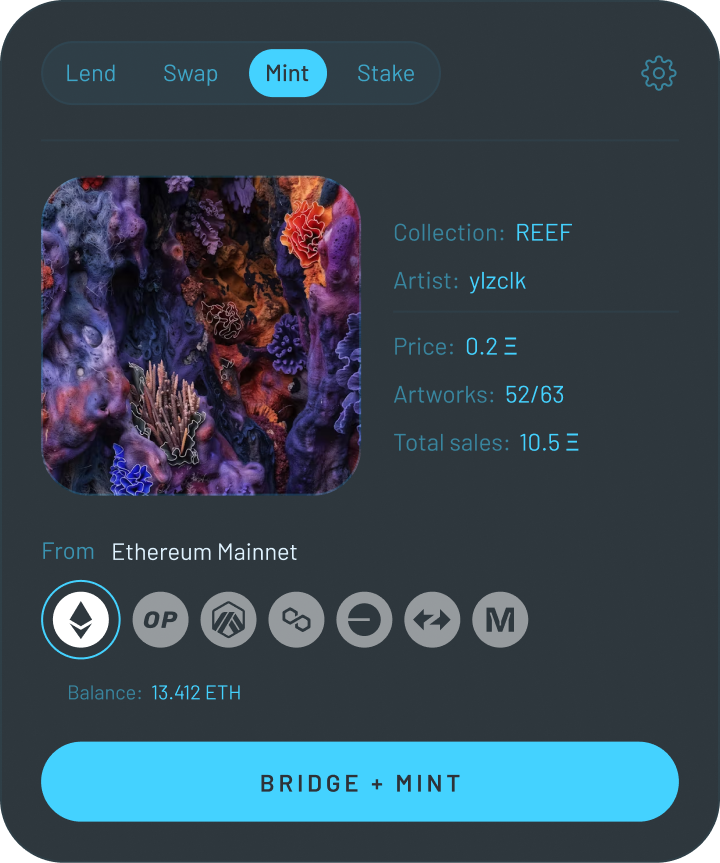 Lend Swap Mint Stake
Collection: REEF
Artist: ylzclk
Price: 0.2 Ξ
Artworks: 52/63
Total sales: 10.5 Ξ
From Ethereum Mainnet
OP M
Balance: 13.412 ETH
BRIDGE + MINT